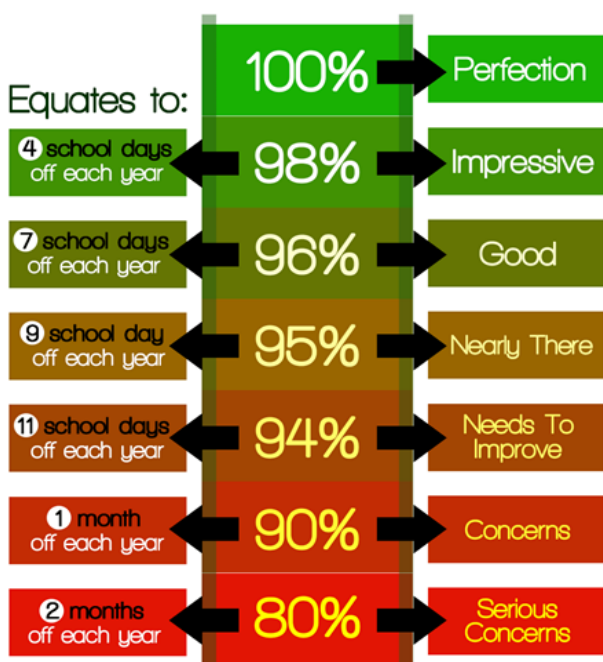 100%
Perfection
Equates to:
4 school days
off each year
98%
Impressive
7 school days
off each year
96%
Good
9 school day
off each year
95%
Nearly There
11 school days
off each year
94%
Needs To
Improve
1 month
off each year
90%
Concerns
2 months
off each year
80%
Serious
Concerns